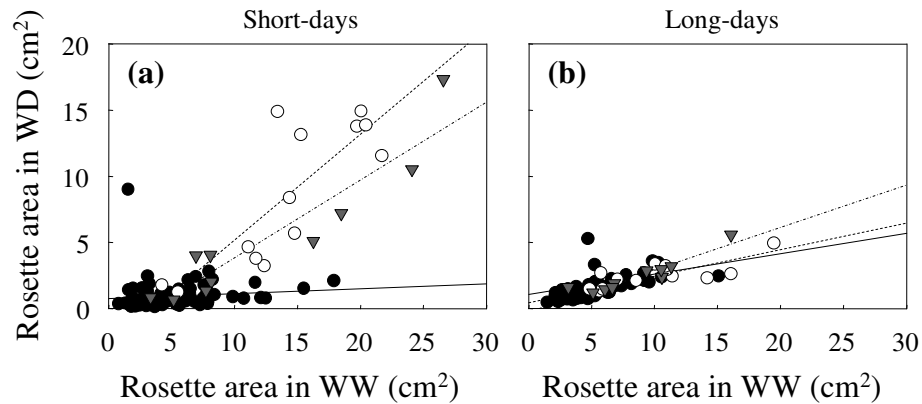 Short-days
Long-days
Rosette area in WD (cm²)
20
15
10
5
0
(a)
(b)
0 5 10 15 20 25 30
0 5 10 15 20 25 30
Rosette area in WW (cm²)
Rosette area in WW (cm²)